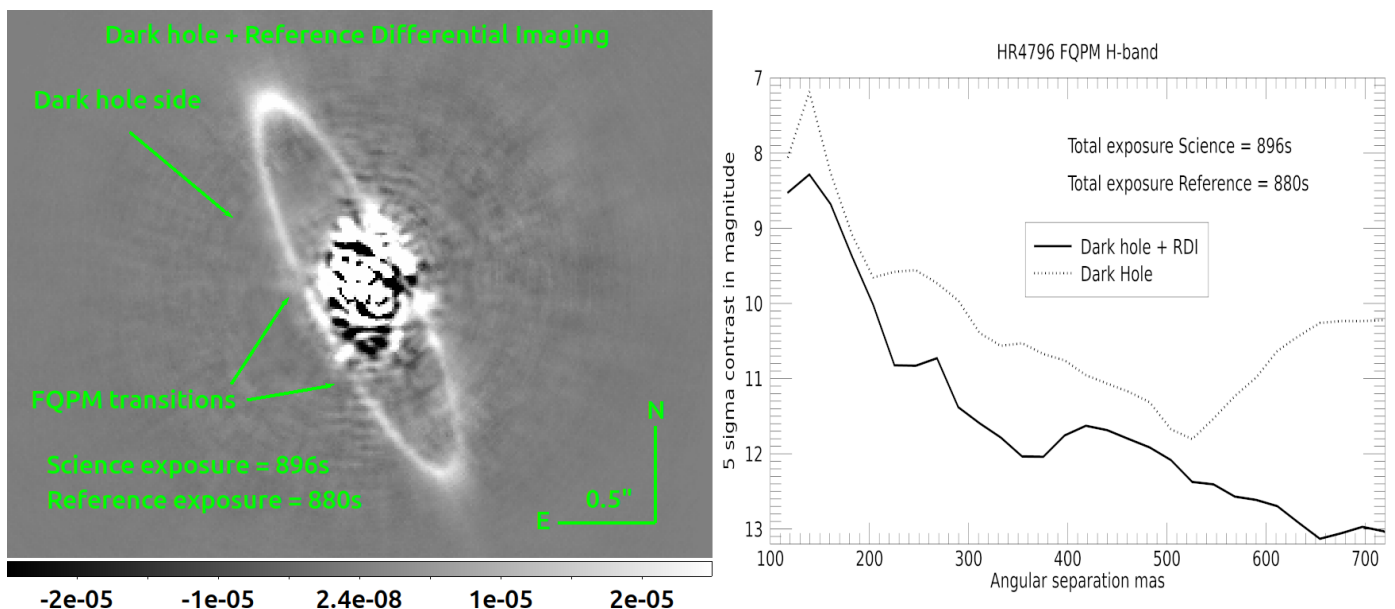 Dark hole + Reference Differential Imaging
Dark hole side
FQPM transitions
Science exposure = 896s
Reference exposure = 880s
N
0.5"
E
-2e-05 -1e-05 2.4e-08 1e-05 2e-05
HR4796 FQPM H-band
7
8
9
10
11
12
13
5 sigma contrast in magnitude
Total exposure Science = 896s
Total exposure Reference = 880s
Dark hole + RDI
Dark Hole
100 200 300 400 500 600 700
Angular separation mas